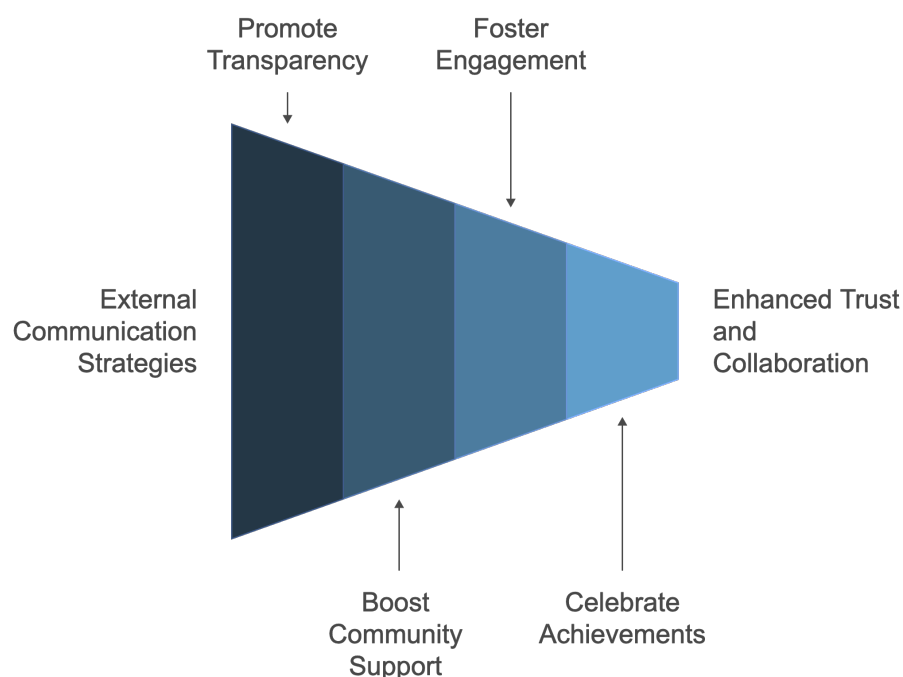 Promote
Transparency
Foster
Engagement
External
Communication
Strategies
Enhanced Trust
and
Collaboration
Boost
Community
Support
Celebrate
Achievements